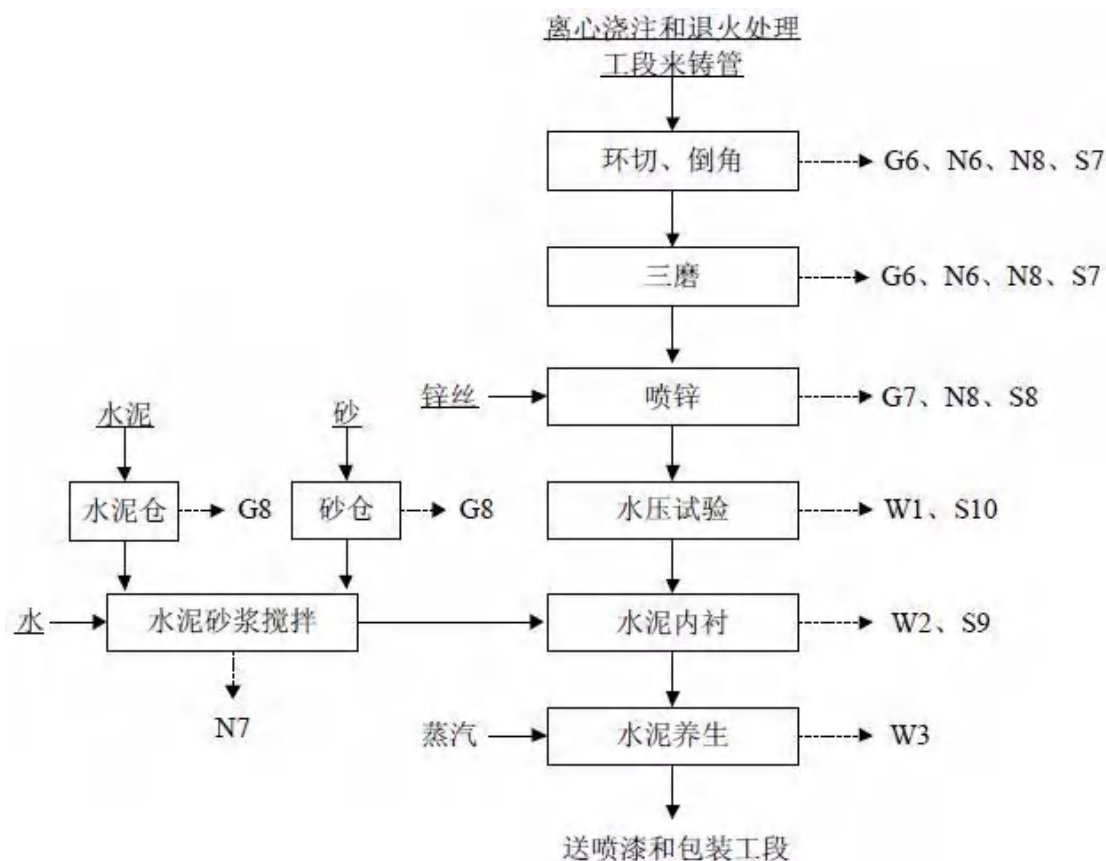 离心浇注和退火处理
工段来铸管
环切、倒角
G6、N6、N8、S7
三磨
G6、N6、N8、S7
锌丝
喷锌
G7、N8、S8
水泥
砂
水泥仓
G8
砂仓
G8
水压试验
W1、S10
水
水泥砂浆搅拌
水泥内衬
W2、S9
N7
蒸汽
水泥养生
W3
送喷漆和包装工段